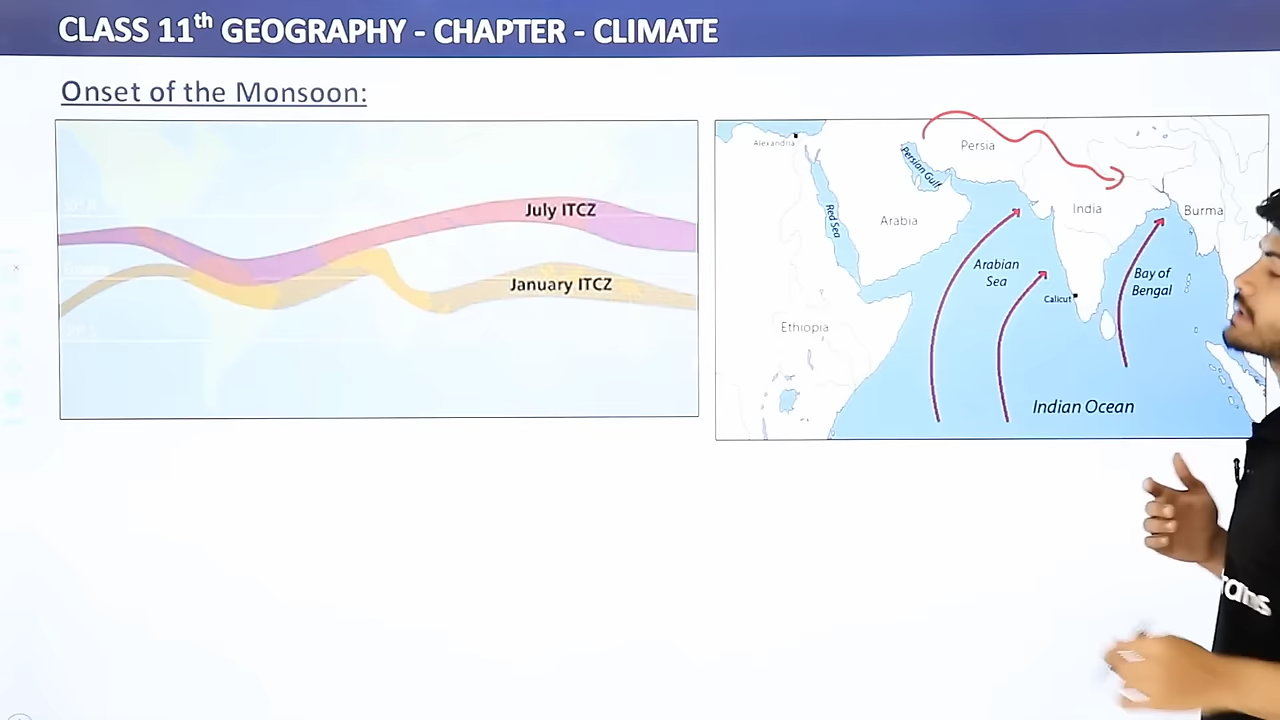 CLASS 11th GEOGRAPHY - CHAPTER - CLIMATE
Onset of the Monsoon:
July ITCZ
January ITCZ
Alexandria
Persian Gulf
Persia
Red Sea
Arabia
India
Burma
Arabian
Sea
Bay of
Bengal
Calicut
Ethiopia
Indian Ocean